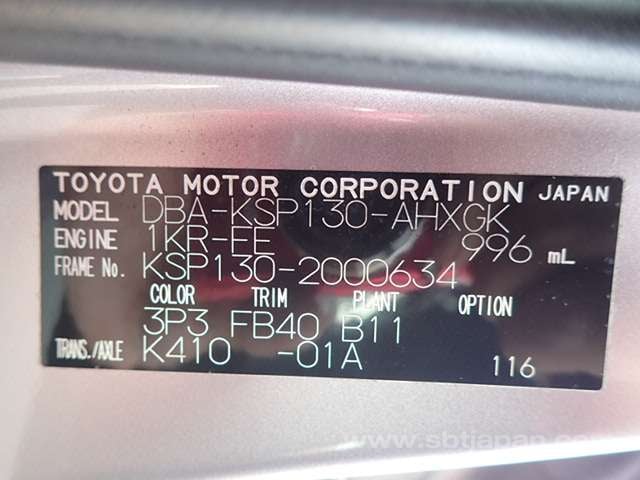 TOYOTA MOTOR CORPORATION JAPAN
MODEL DBA-KSP130-AHXGK
ENGINE 1KR-FE 996 mL
FRAME No. KSP130-2000634
COLOR TRIM PLANT OPTION
3P3 FB40 B11
TRANS./AXLE K410 -01A 116
www.sbtjapan.com